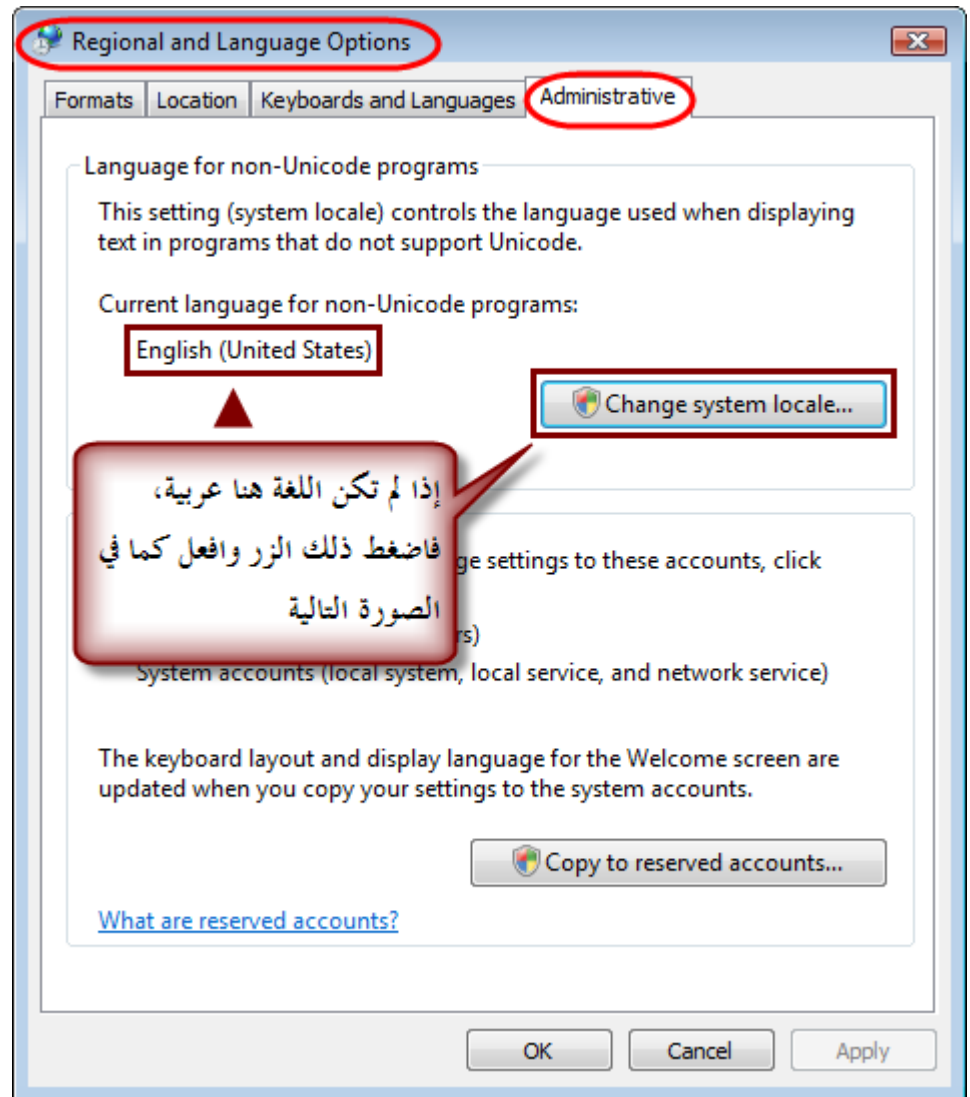 Regional and Language Options
Formats Location Keyboards and Languages Administrative
Language for non-Unicode programs
This setting (system locale) controls the language used when displaying
text in programs that do not support Unicode.
Current language for non-Unicode programs:
English (United States)
Change system locale...
إذا لم تكن اللغة هنا عربية،
فاضغط ذلك الزر وافعل كما في
الصورة التالية
settings to these accounts, click
System accounts (local system, local service, and network service)
The keyboard layout and display language for the Welcome screen are
updated when you copy your settings to the system accounts.
Copy to reserved accounts...
What are reserved accounts?
OK Cancel Apply